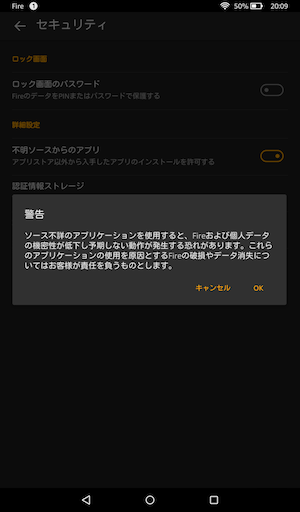 Fire 1 50% 20:09
セキュリティ
ロック画面
ロック画面のパスワード
FireのデータをPINまたはパスワードで保護する
詳細設定
不明ソースからのアプリ
アプリストア以外から入手したアプリのインストールを許可する
認証情報ストレージ
警告
ソース不詳のアプリケーションを使用すると、Fireおよび個人データ
の機密性が低下し予期しない動作が発生する恐れがあります。これら
のアプリケーションの使用を原因とするFireの破損やデータ消失につ
いてはお客様が責任を負うものとします。
キャンセル OK